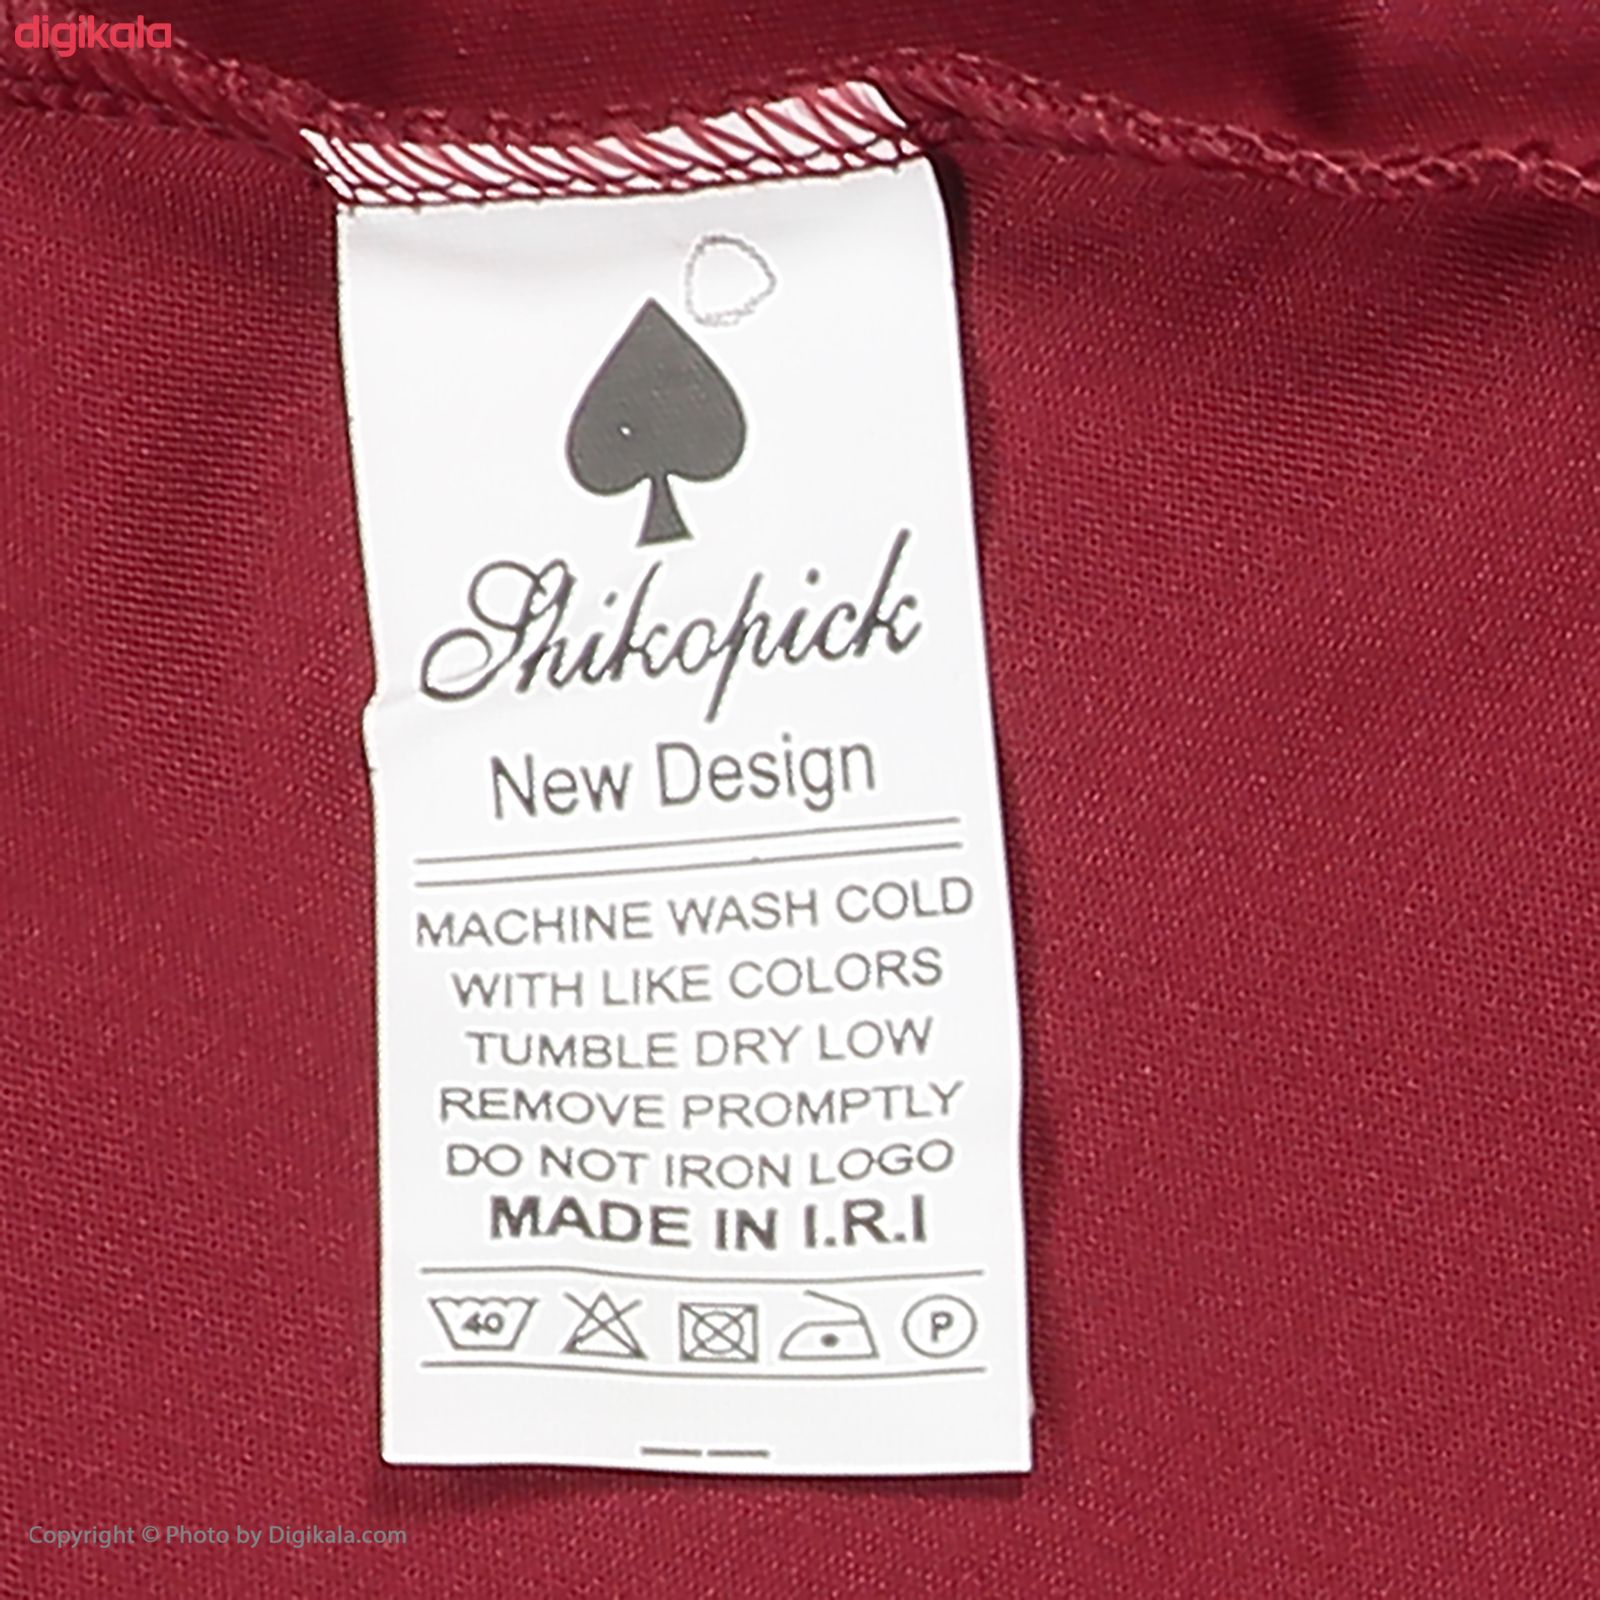 digikala
Shikopick
New Design
MACHINE WASH COLD
WITH LIKE COLORS
TUMBLE DRY LOW
REMOVE PROMPTLY
DO NOT IRON LOGO
MADE IN I.R.I
40 P
Copyright © Photo by Digikala.com